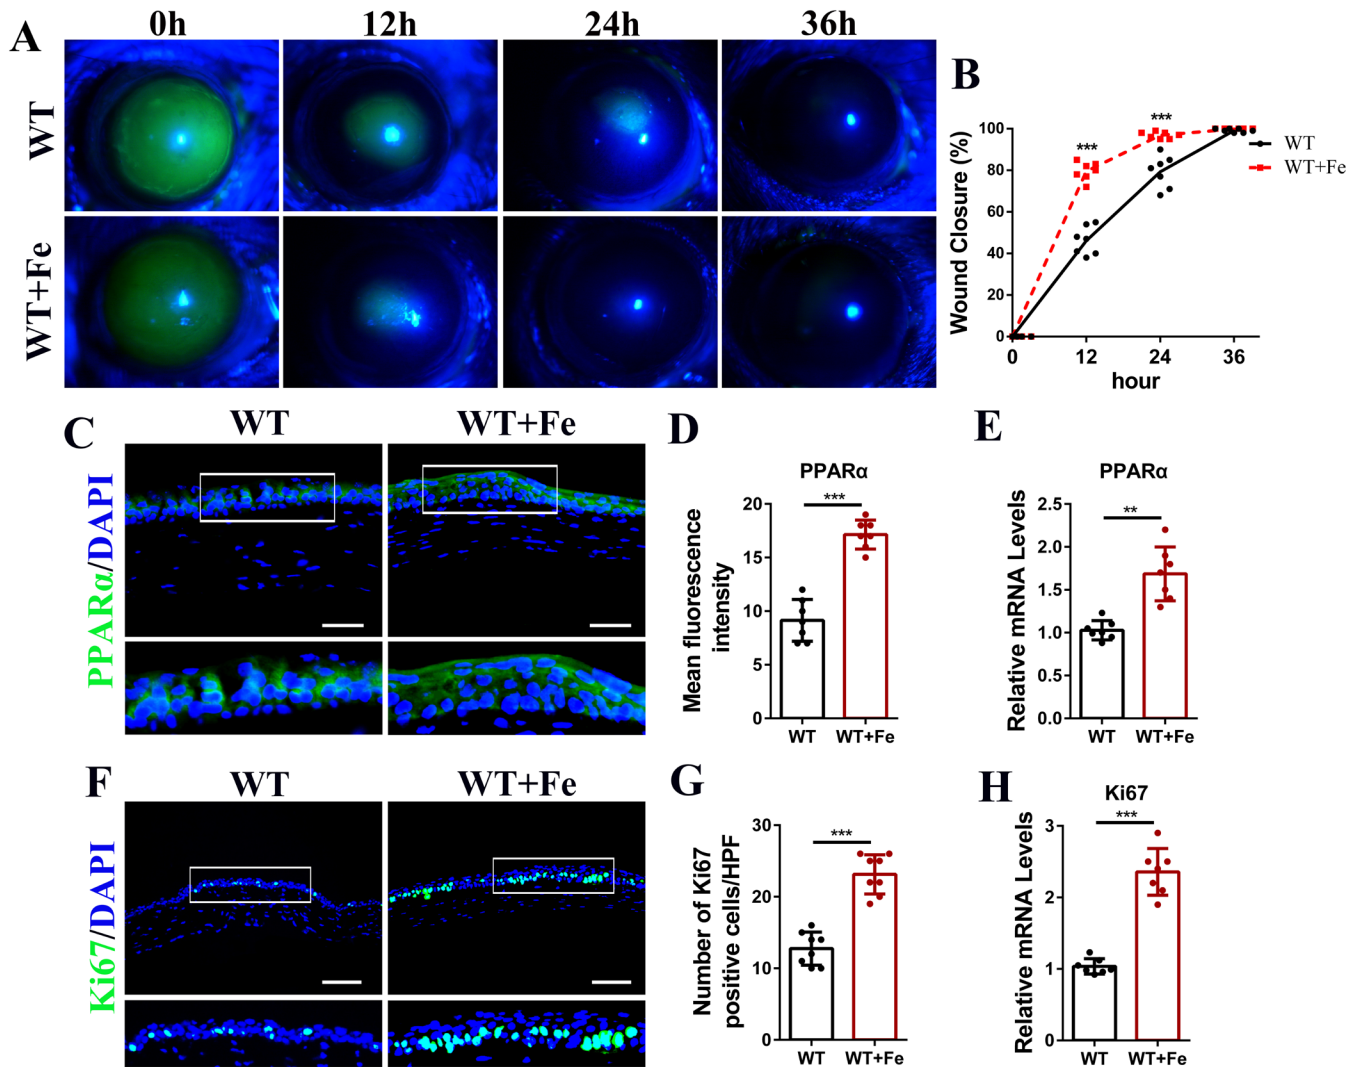 A
0h
12h
24h
36h
WT
WT+Fe
B
Wound Closure (%)
100
80
60
40
20
0
***
***
0
12
24
36
hour
WT
WT+Fe
C
WT
WT+Fe
PPARα/DAPI
D
PPARα
***
Mean fluorescence
intensity
20
15
10
5
0
WT
WT+Fe
E
PPARα
**
Relative mRNA Levels
2.5
2.0
1.5
1.0
0.5
0.0
WT
WT+Fe
F
WT
WT+Fe
Ki67/DAPI
G
***
Number of Ki67
positive cells/HPF
30
20
10
0
WT
WT+Fe
H
Ki67
***
Relative mRNA Levels
3
2
1
0
WT
WT+Fe